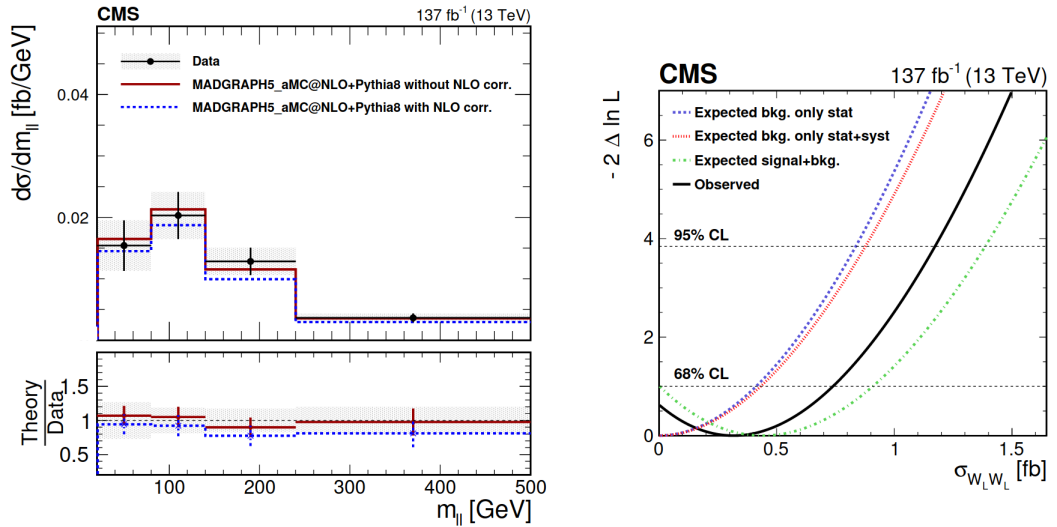 CMS
137 fb⁻¹ (13 TeV)
dσ/dm_ll [fb/GeV]
0.04
0.02
Data
MADGRAPH5_aMC@NLO+Pythia8 without NLO corr.
MADGRAPH5_aMC@NLO+Pythia8 with NLO corr.
Theory
Data
1.5
1
0.5
100 200 300 400 500
m_ll [GeV]
CMS
137 fb⁻¹ (13 TeV)
- 2 Δ ln L
6
4
2
0
Expected bkg. only stat
Expected bkg. only stat+syst
Expected signal+bkg.
Observed
95% CL
68% CL
0 0.5 1 1.5
σ_W_L W_L [fb]